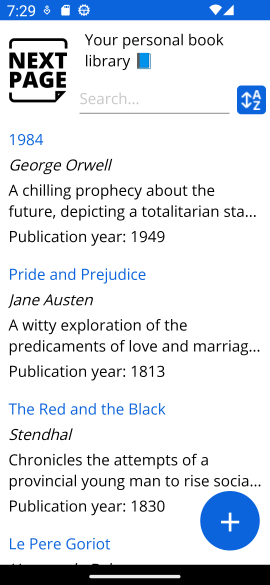 7:29
NEXT
PAGE
Your personal book
library
Search...
A
Z
1984
George Orwell
A chilling prophecy about the
future, depicting a totalitarian sta...
Publication year: 1949
Pride and Prejudice
Jane Austen
A witty exploration of the
predicaments of love and marriag...
Publication year: 1813
The Red and the Black
Stendhal
Chronicles the attempts of a
provincial young man to rise socia...
Publication year: 1830
Le Pere Goriot